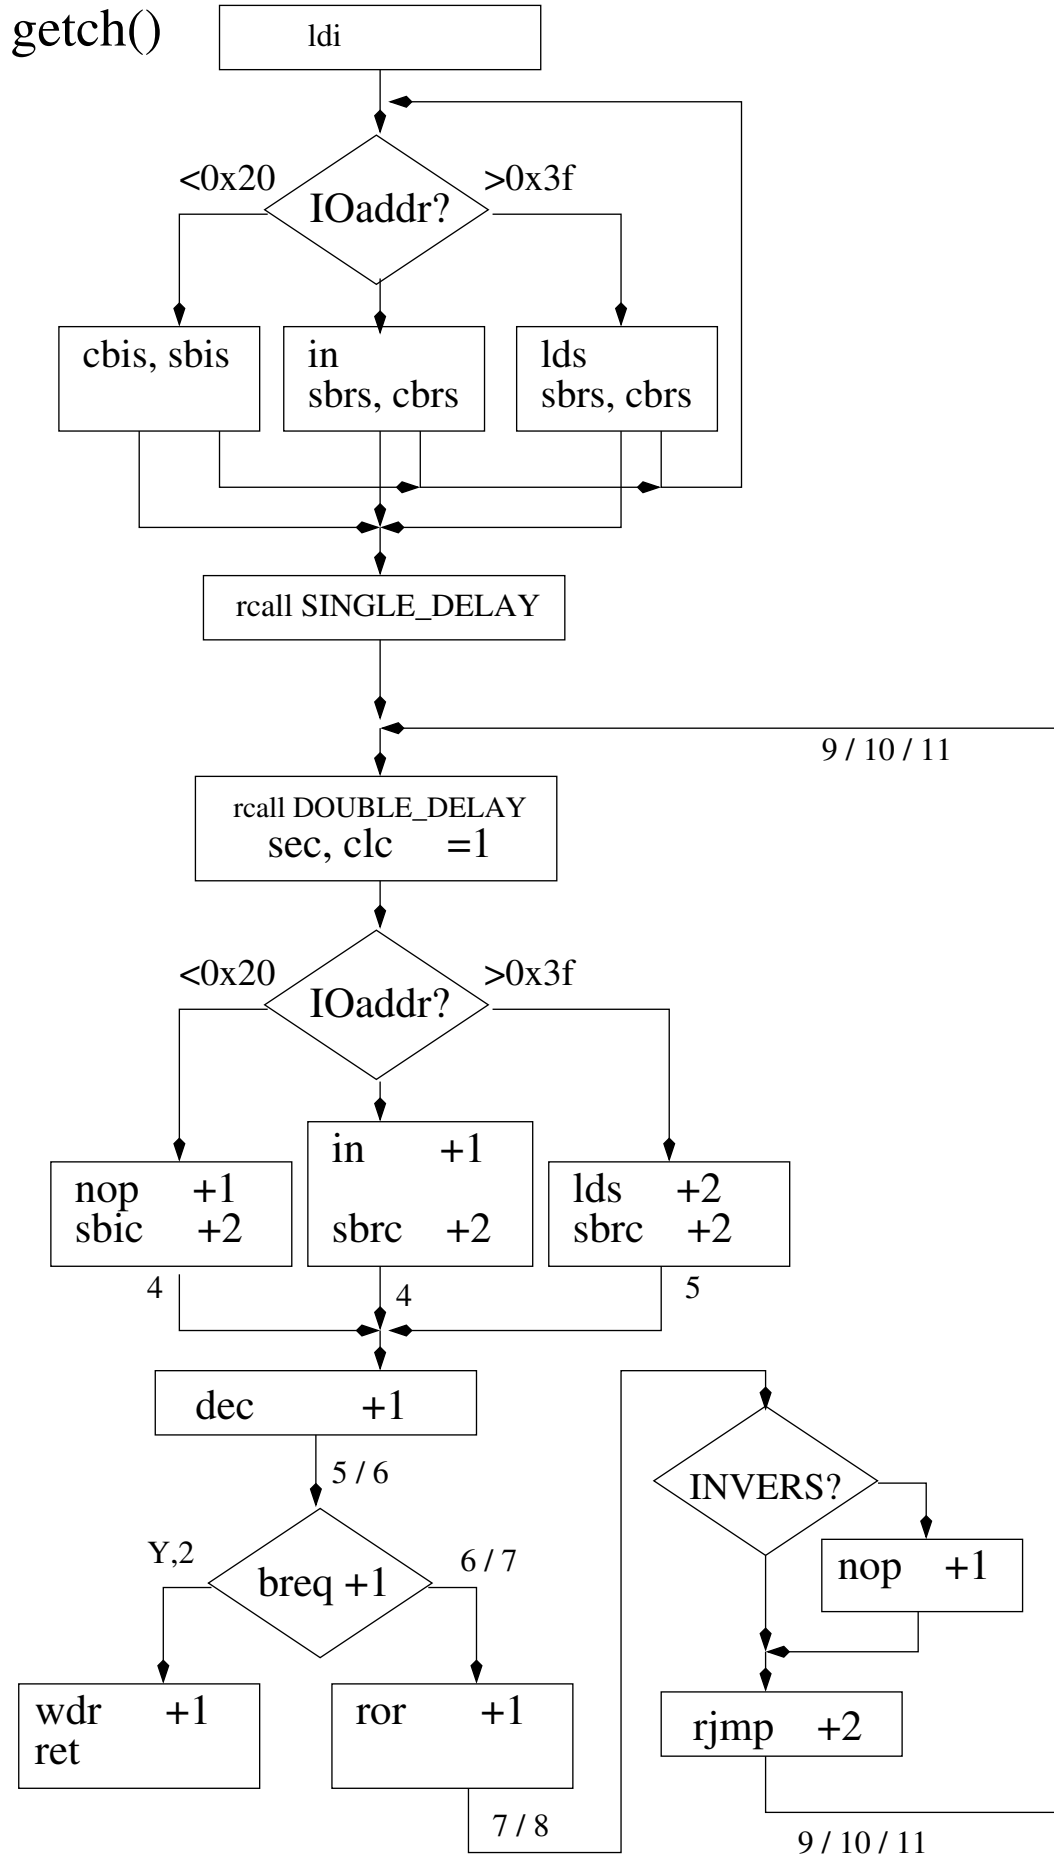 getch()
ldi
<0x20
>0x3f
IOaddr?
cbis, sbis
in
sbrs, cbrs
lds
sbrs, cbrs
rcall SINGLE_DELAY
9 / 10 / 11
rcall DOUBLE_DELAY
sec, clc =1
<0x20
>0x3f
IOaddr?
nop +1
sbic +2
in +1
sbrc +2
lds +2
sbrc +2
4
4
5
dec +1
5 / 6
Y,2
6 / 7
breq +1
wdr +1
ret
ror +1
7 / 8
INVERS?
nop +1
rjmp +2
9 / 10 / 11